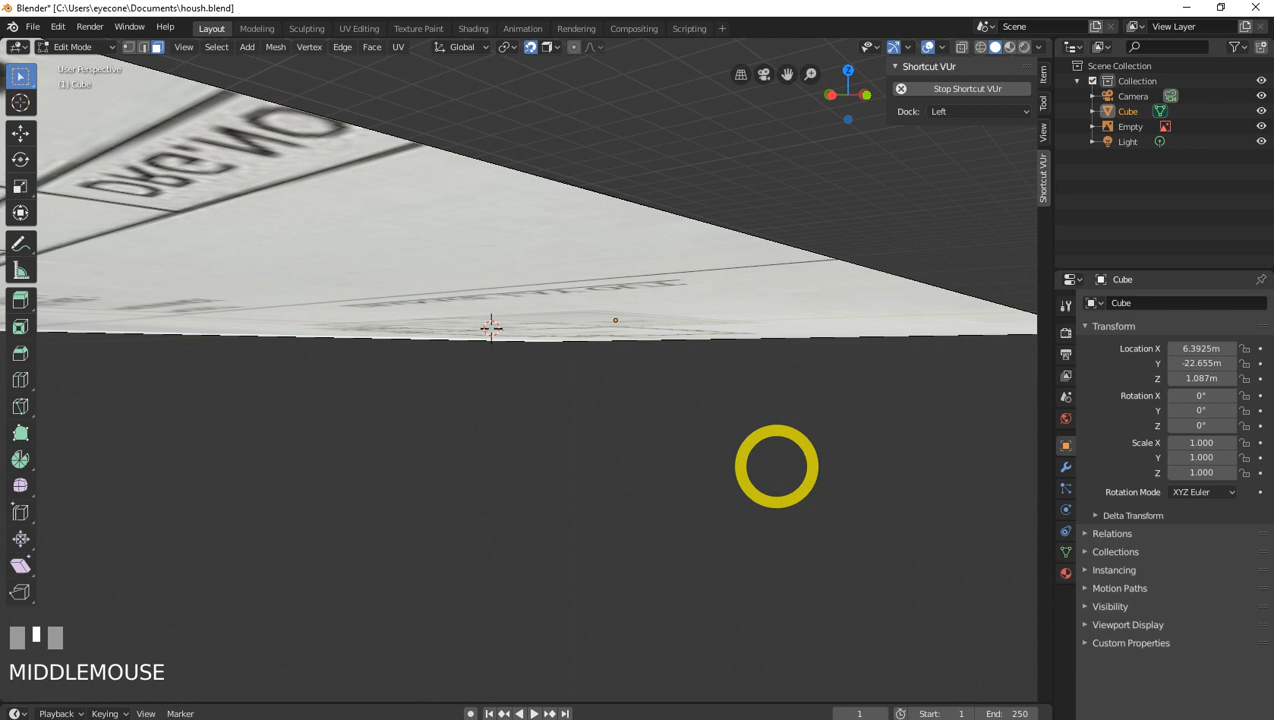 Blender* [C:\Users\eyecone\Documents\housh.blend]
File Edit Render Window Help Layout Modeling Sculpting UV Editing Texture Paint Shading Animation Rendering Compositing Scripting + Scene View Layer
Edit Mode View Select Add Mesh Vertex Edge Face UV Global
User Perspective
(1) Cube
Shortcut VUr
Stop Shortcut VUr
Dock: Left
Item
Tool
View
Shortcut VUr
Scene Collection
Collection
Camera
Cube
Empty
Light
Cube
Cube
Transform
Location X 6.3925m
Y -22.655m
Z 1.087m
Rotation X 0°
Y 0°
Z 0°
Scale X 1.000
Y 1.000
Z 1.000
Rotation Mode XYZ Euler
Delta Transform
Relations
Collections
Instancing
Motion Paths
Visibility
Viewport Display
Custom Properties
MIDDLEMOUSE
Playback Keying View Marker 1 Start: 1 End: 250